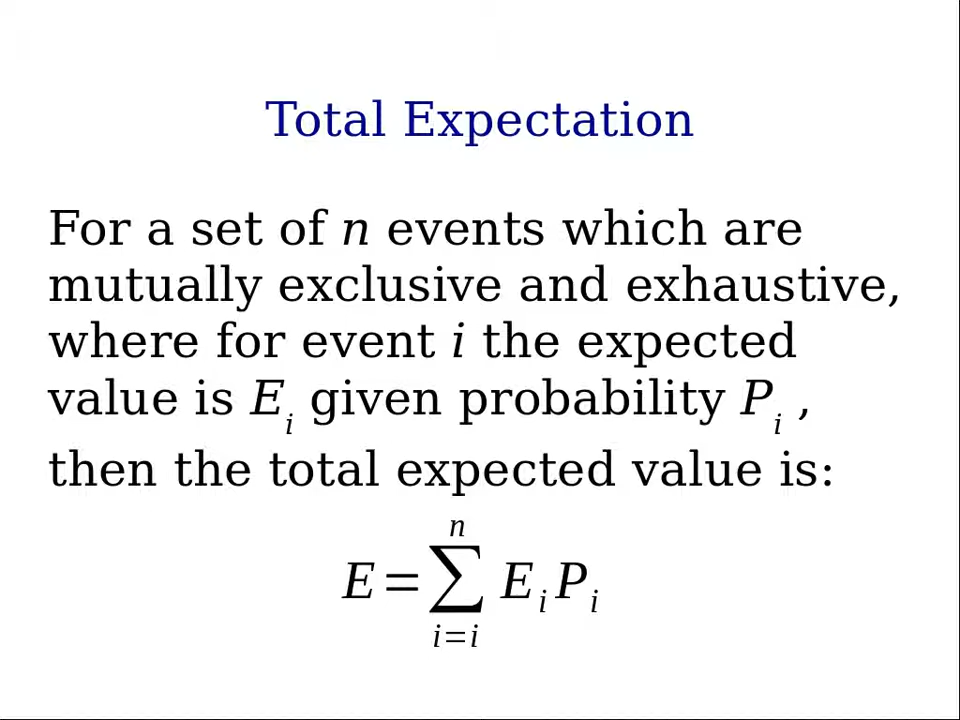 Total Expectation
For a set of n events which are
mutually exclusive and exhaustive,
where for event i the expected
value is E_i given probability P_i ,
then the total expected value is:
E = \sum_{i=i}^{n} E_i P_i